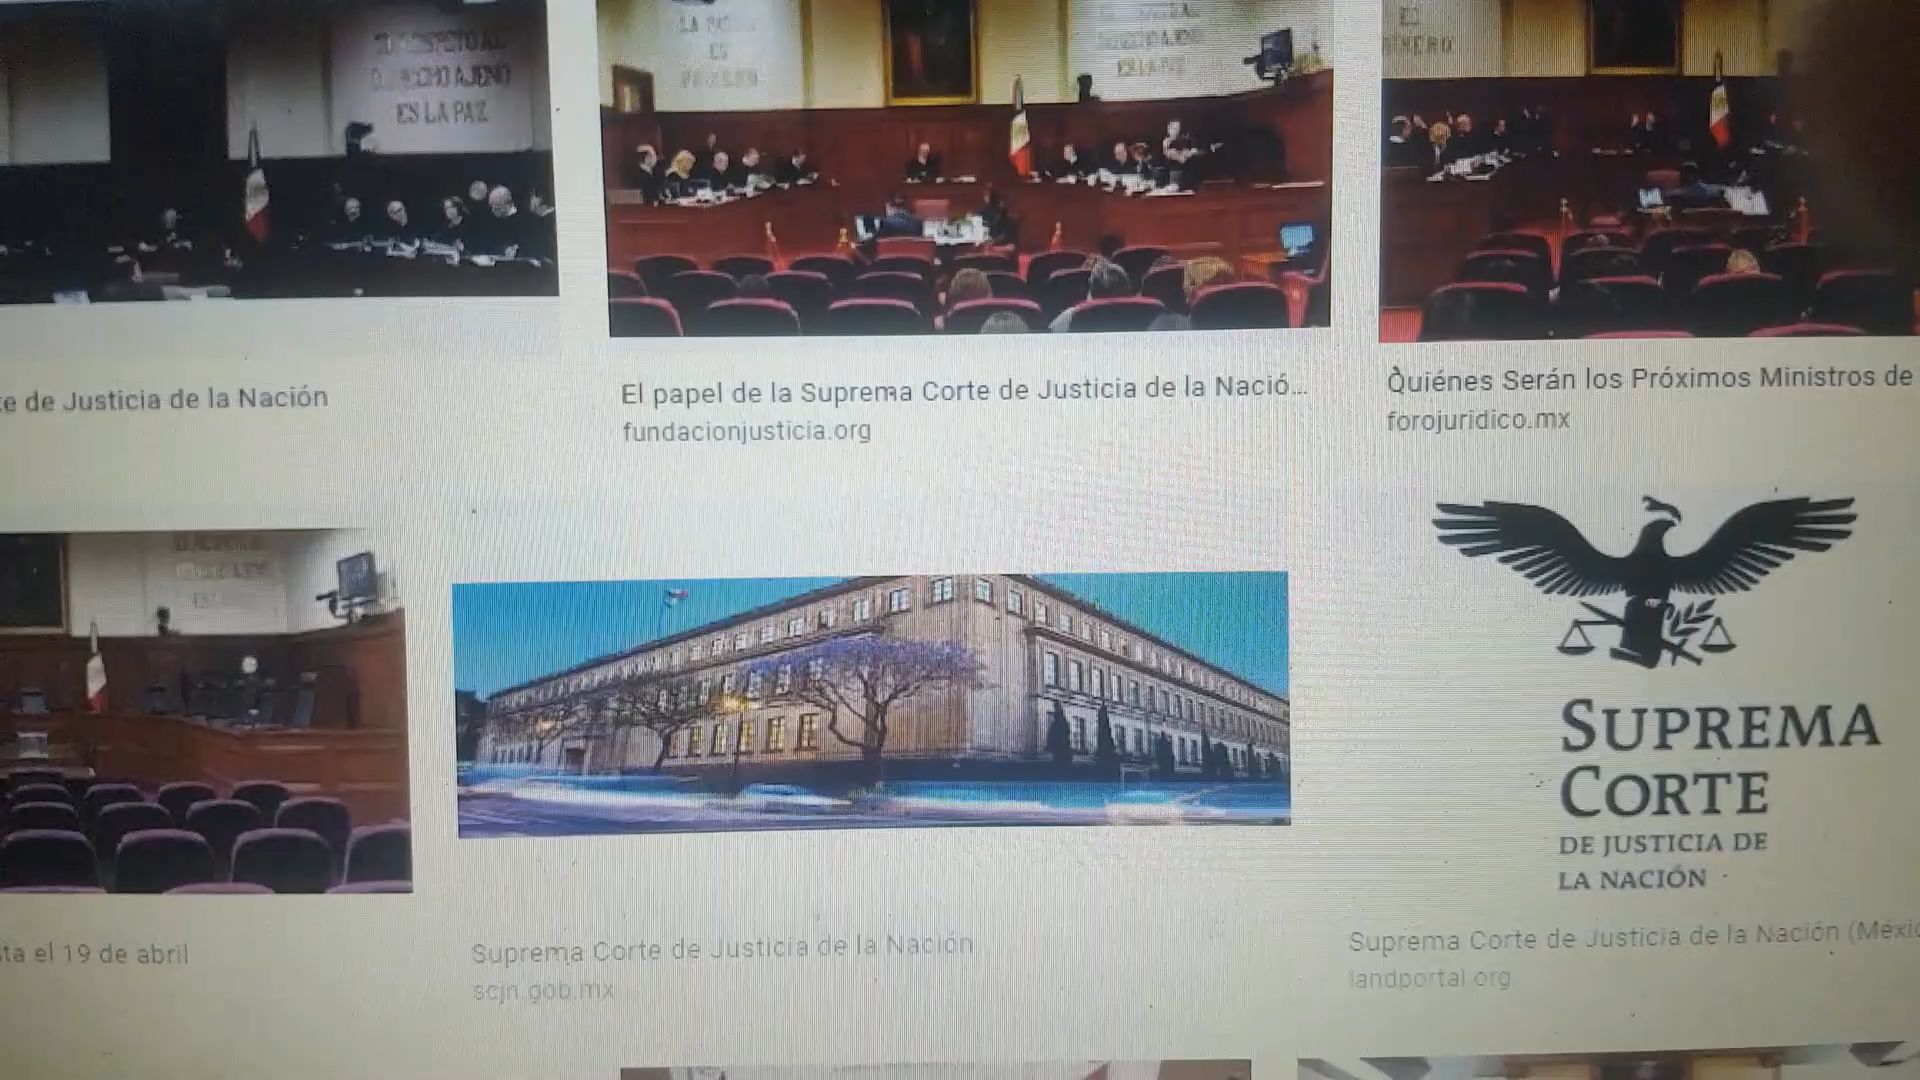 ES LA PAZ
te de Justicia de la Nación
El papel de la Suprema Corte de Justicia de la Nació...
fundacionjusticia.org
Quiénes Serán los Próximos Ministros de
forojuridico.mx
SUPREMA
CORTE
DE JUSTICIA DE
LA NACIÓN
ta el 19 de abril
Suprema Corte de Justicia de la Nación
scjn.gob.mx
Suprema Corte de Justicia de la Nación (Méxic
landportal.org